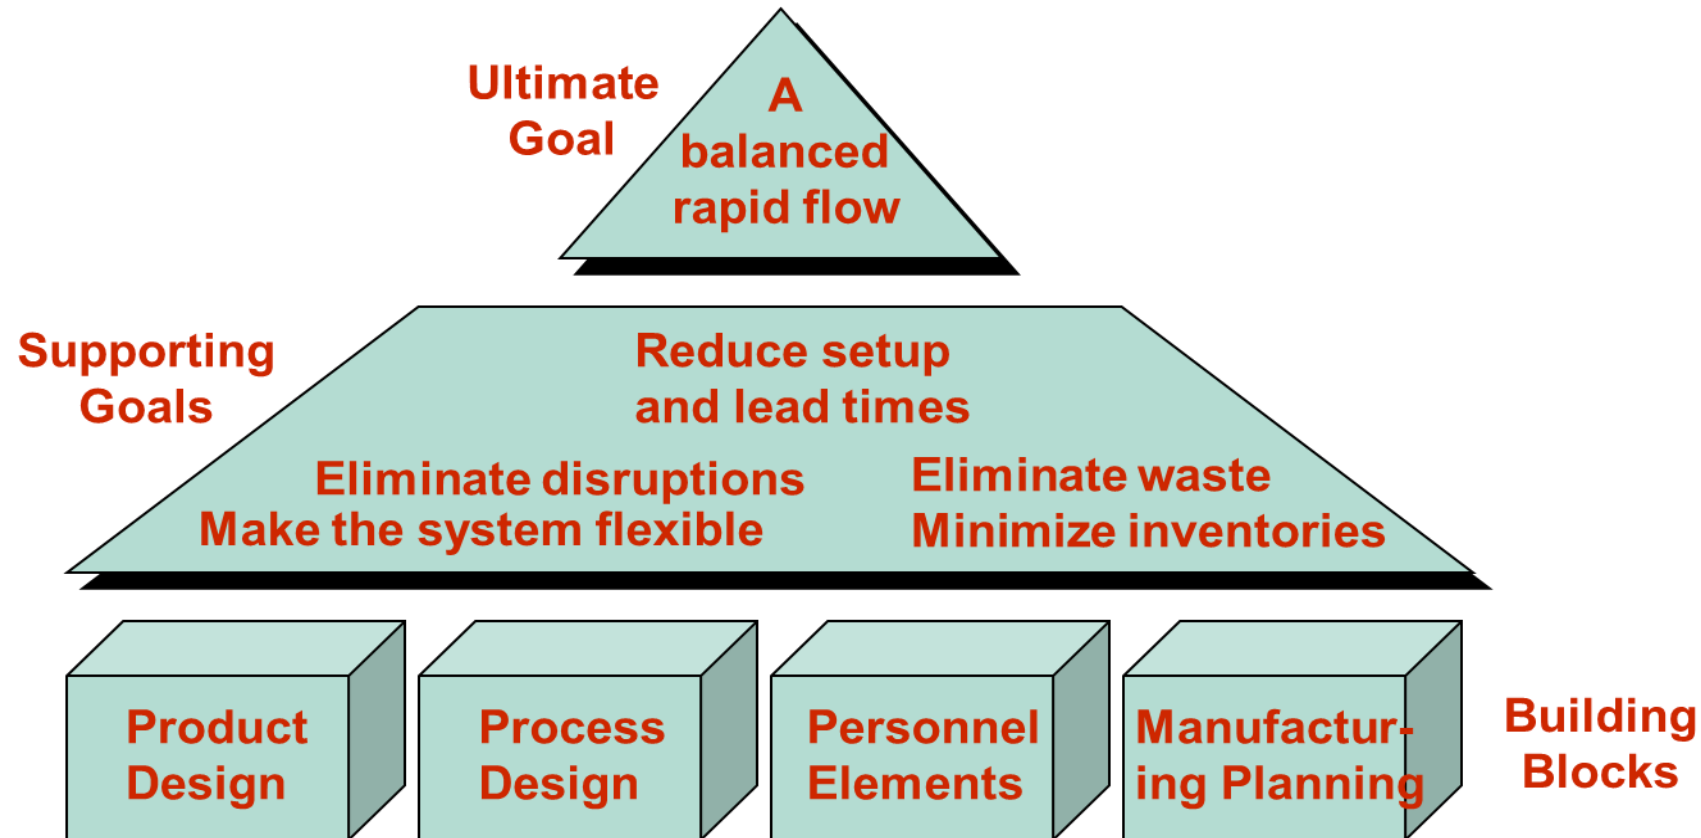 Ultimate
Goal
A
balanced
rapid flow
Supporting
Goals
Reduce setup
and lead times
Eliminate disruptions
Make the system flexible
Eliminate waste
Minimize inventories
Product
Design
Process
Design
Personnel
Elements
Manufactur-
ing Planning
Building
Blocks